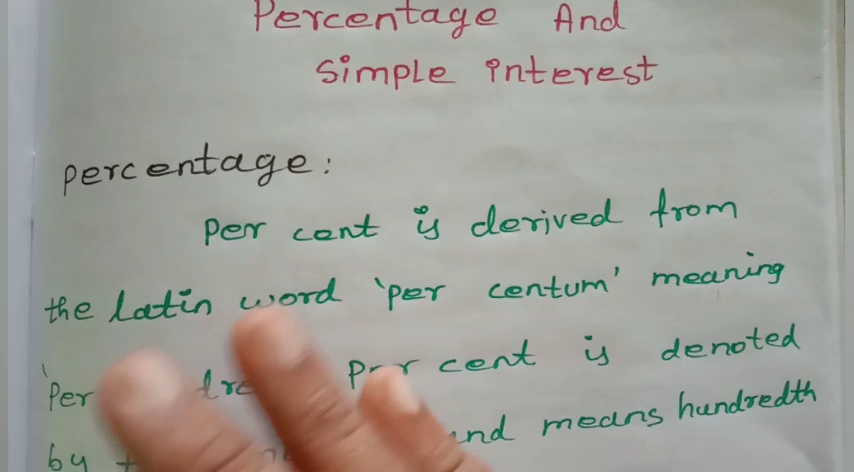 Percentage And
Simple interest
percentage:
Per cent is derived from
the latin word 'per centum' meaning
'Per cent is denoted
by means hundredth